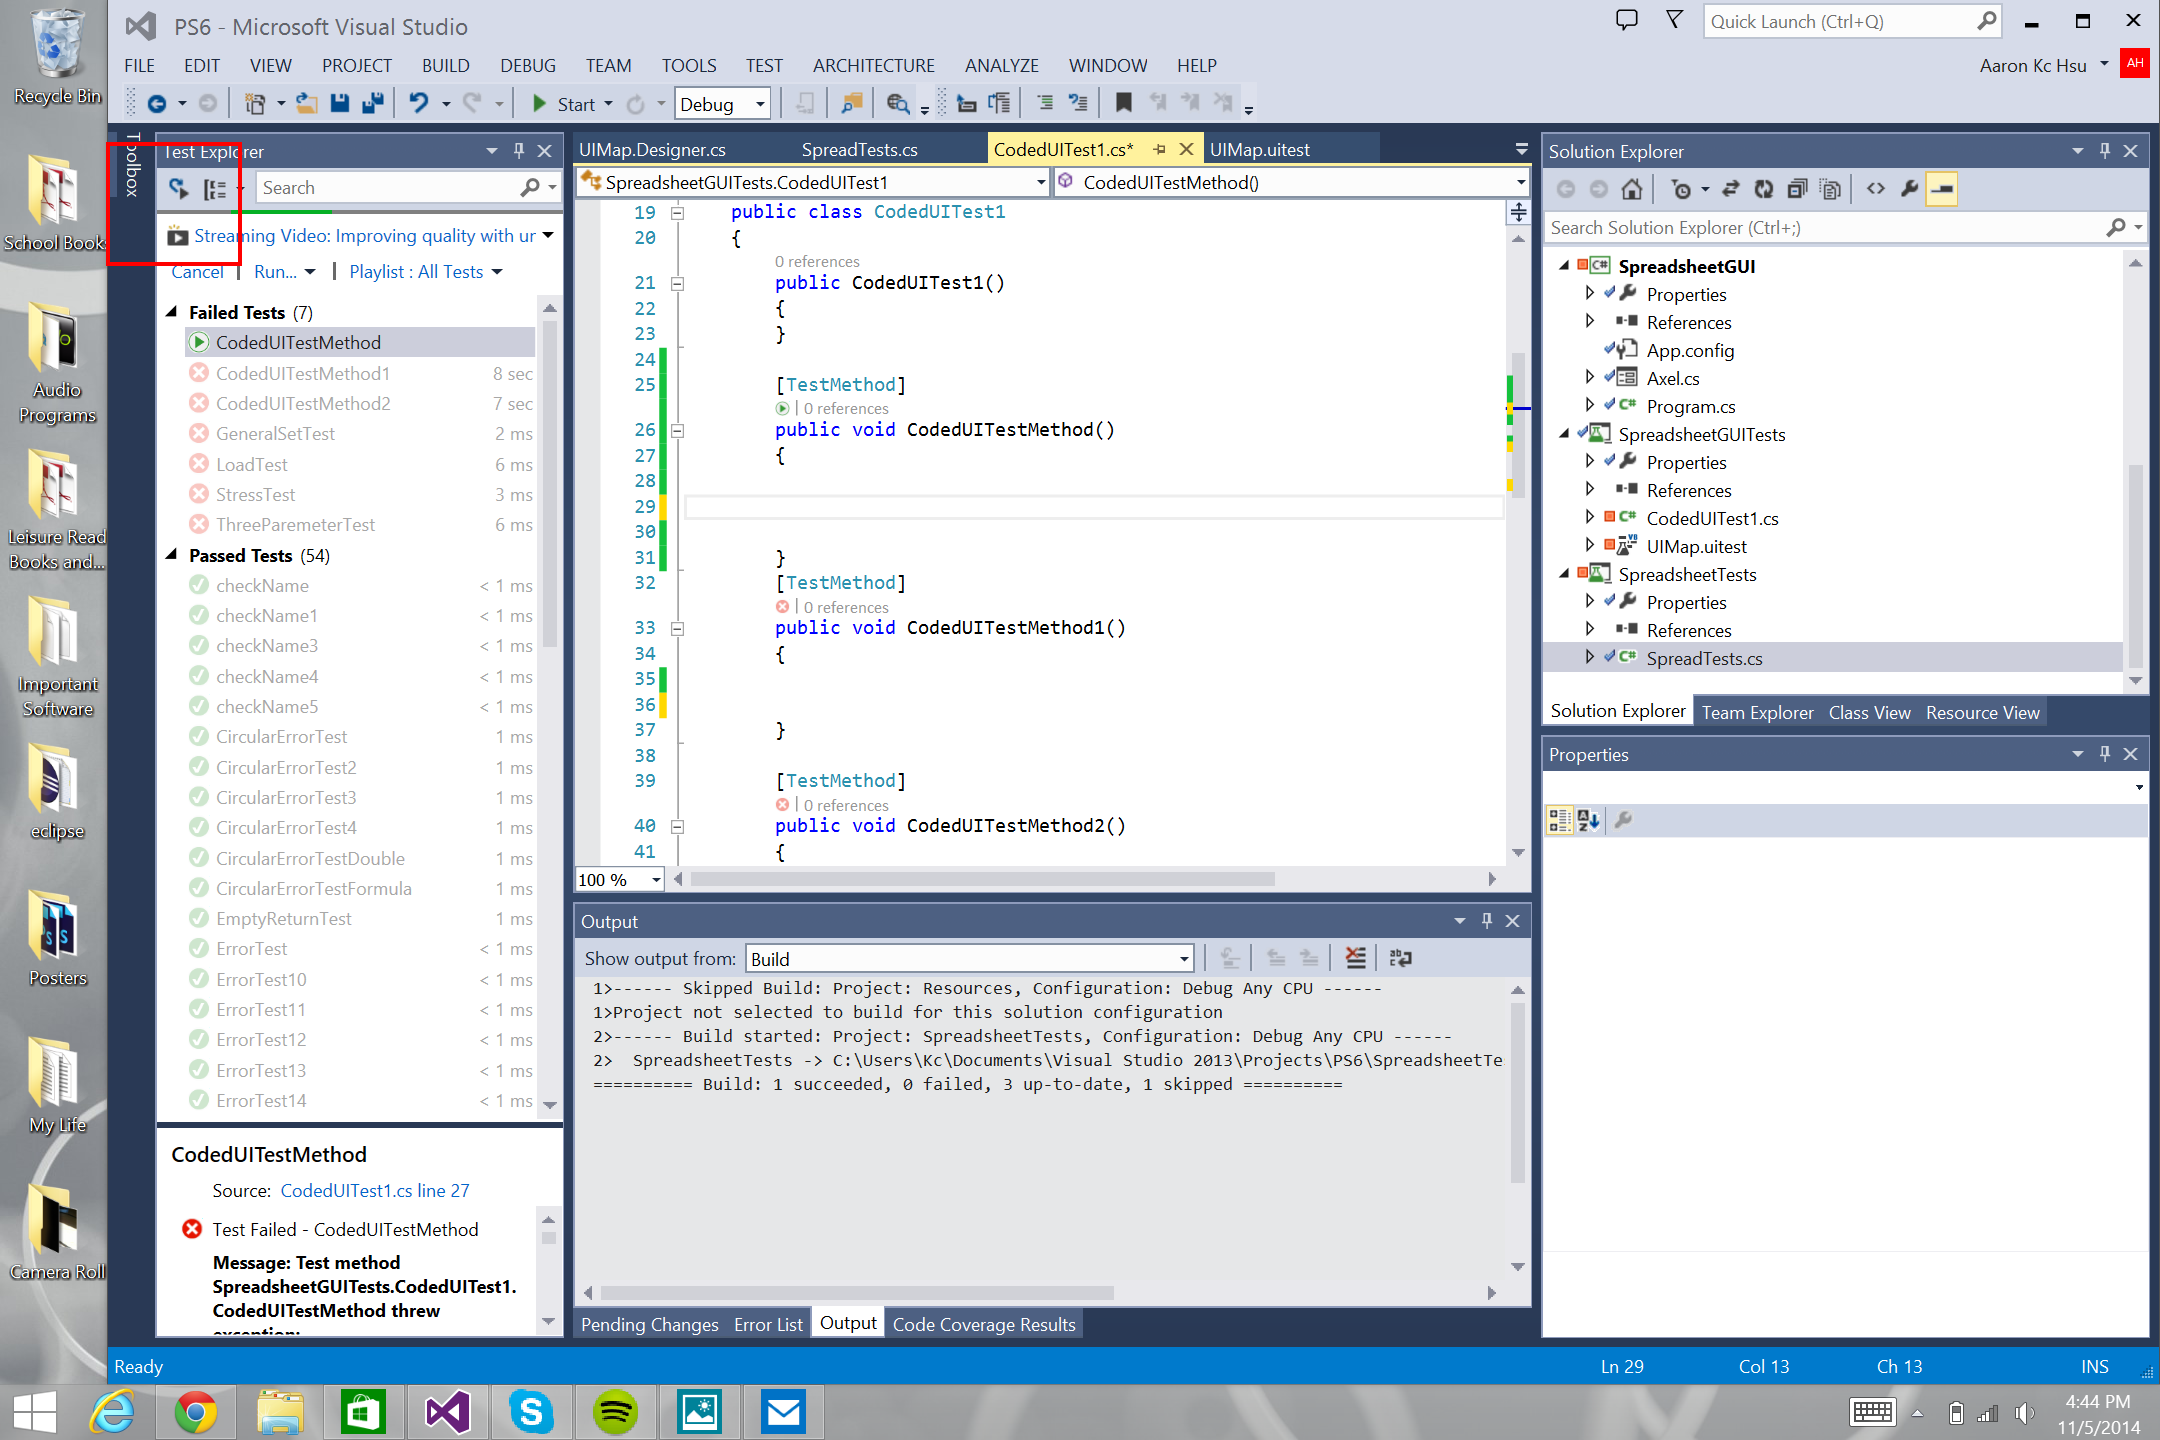 Recycle Bin
School Book
Audio
Programs
Leisure Read
Books and...
Important
Software
eclipse
Posters
My Life
Camera Roll
PS6 - Microsoft Visual Studio
Quick Launch (Ctrl+Q)
FILE EDIT VIEW PROJECT BUILD DEBUG TEAM TOOLS TEST ARCHITECTURE ANALYZE WINDOW HELP
Aaron Kc Hsu AH
Start Debug
Toolbox
Test Explorer
Search
Streaming Video: Improving quality with ur
Cancel | Run... | Playlist : All Tests
Failed Tests (7)
CodedUITestMethod
CodedUITestMethod1 8 sec
CodedUITestMethod2 7 sec
GeneralSetTest 2 ms
LoadTest 6 ms
StressTest 3 ms
ThreeParemeterTest 6 ms
Passed Tests (54)
checkName < 1 ms
checkName1 < 1 ms
checkName3 < 1 ms
checkName4 < 1 ms
checkName5 < 1 ms
CircularErrorTest 1 ms
CircularErrorTest2 1 ms
CircularErrorTest3 1 ms
CircularErrorTest4 1 ms
CircularErrorTestDouble 1 ms
CircularErrorTestFormula 1 ms
EmptyReturnTest 1 ms
ErrorTest < 1 ms
ErrorTest10 < 1 ms
ErrorTest11 < 1 ms
ErrorTest12 < 1 ms
ErrorTest13 < 1 ms
ErrorTest14 < 1 ms
CodedUITestMethod
Source: CodedUITest1.cs line 27
Test Failed - CodedUITestMethod
Message: Test method
SpreadsheetGUITests.CodedUITest1.
CodedUITestMethod threw
exception:
UIMap.Designer.cs SpreadTests.cs CodedUITest1.cs* UIMap.uitest
SpreadsheetGUITests.CodedUITest1 CodedUITestMethod()
19 public class CodedUITest1
20 {
0 references
21 public CodedUITest1()
22 {
23 }
24
25 [TestMethod]
| 0 references
26 public void CodedUITestMethod()
27 {
28
29
30
31 }
32 [TestMethod]
| 0 references
33 public void CodedUITestMethod1()
34 {
35
36
37 }
38
39 [TestMethod]
| 0 references
40 public void CodedUITestMethod2()
41 {
100 %
Output
Show output from: Build
1>------ Skipped Build: Project: Resources, Configuration: Debug Any CPU ------
1>Project not selected to build for this solution configuration
2>------ Build started: Project: SpreadsheetTests, Configuration: Debug Any CPU ------
2> SpreadsheetTests -> C:\Users\Kc\Documents\Visual Studio 2013\Projects\PS6\SpreadsheetTe
========== Build: 1 succeeded, 0 failed, 3 up-to-date, 1 skipped ==========
Pending Changes Error List Output Code Coverage Results
Solution Explorer
Search Solution Explorer (Ctrl+;)
SpreadsheetGUI
Properties
References
App.config
Axel.cs
Program.cs
SpreadsheetGUITests
Properties
References
CodedUITest1.cs
UIMap.uitest
SpreadsheetTests
Properties
References
SpreadTests.cs
Solution Explorer Team Explorer Class View Resource View
Properties
Ready Ln 29 Col 13 Ch 13 INS
4:44 PM
11/5/2014